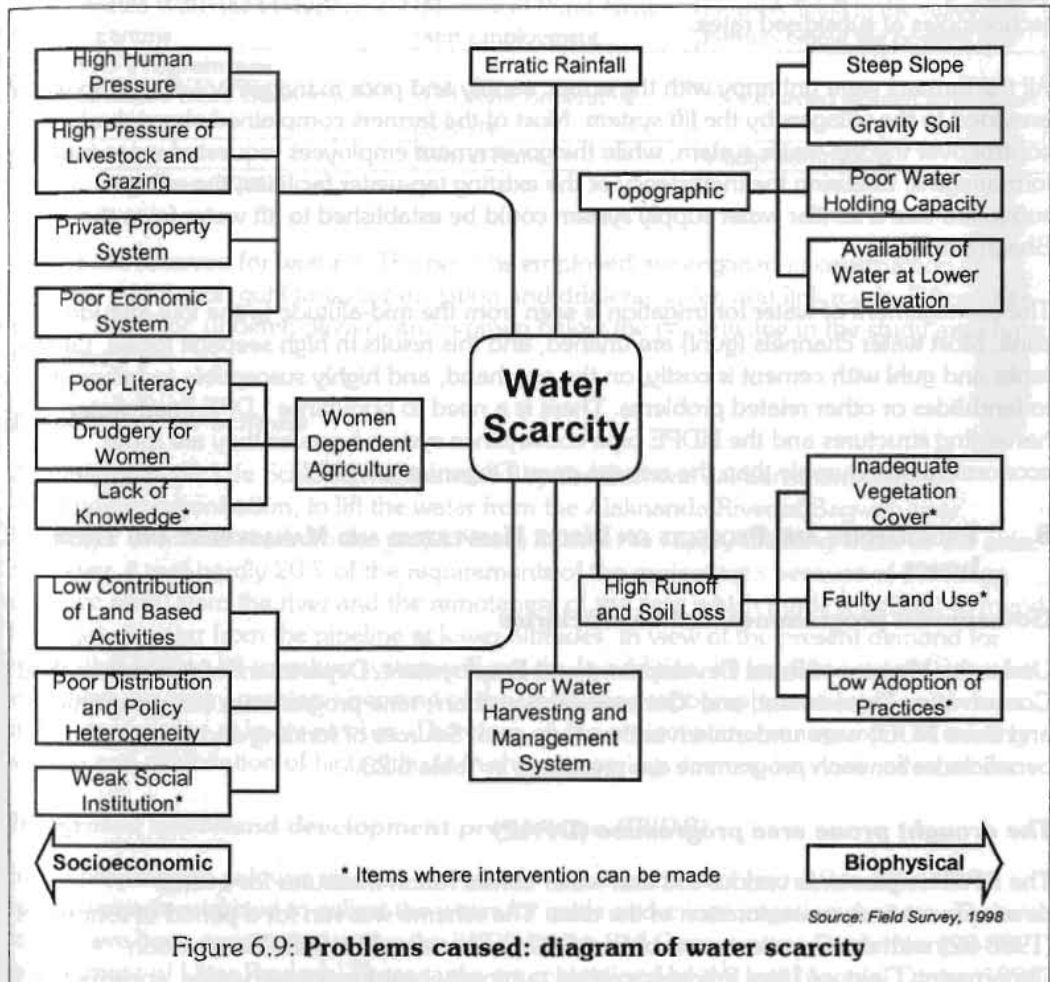 High Human
Pressure
High Pressure of
Livestock and
Grazing
Private Property
System
Poor Economic
System
Poor Literacy
Drudgery for
Women
Lack of
Knowledge*
Women
Dependent
Agriculture
Low Contribution
of Land Based
Activities
Poor Distribution
and Policy
Heterogeneity
Weak Social
Institution*
Erratic Rainfall
Topographic
Water
Scarcity
High Runoff
and Soil Loss
Poor Water
Harvesting and
Management
System
Steep Slope
Gravity Soil
Poor Water
Holding Capacity
Availability of
Water at Lower
Elevation
Inadequate
Vegetation
Cover*
Faulty Land Use*
Low Adoption of
Practices*
Socioeconomic
* Items where intervention can be made
Biophysical
Source: Field Survey, 1998
Figure 6.9: Problems caused: diagram of water scarcity